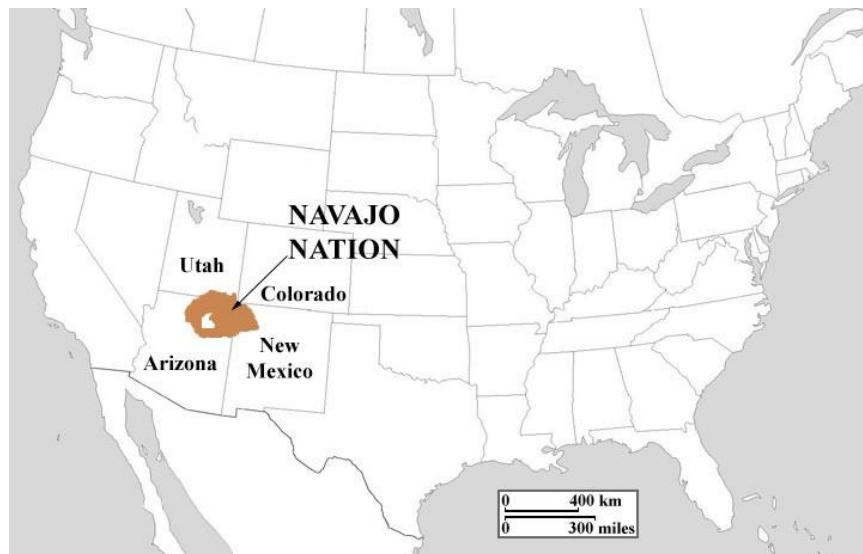 NAVAJO
NATION
Utah
Colorado
Arizona
New
Mexico
0 400 km
0 300 miles